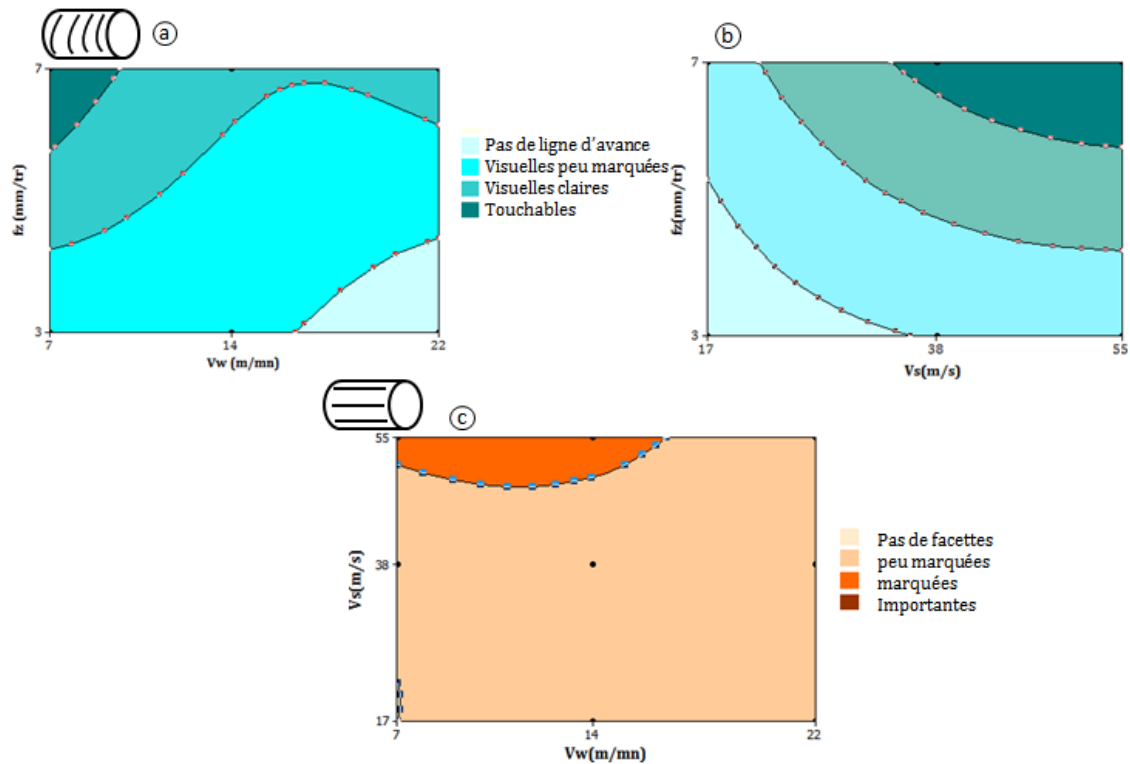 a
7
fz (mm/tr)
3
7
14
22
Vw (m/mn)
Pas de ligne d'avance
Visuelles peu marquées
Visuelles claires
Touchables
b
7
fz(mm/tr)
3
17
38
55
Vs(m/s)
c
55
Vs(m/s)
38
17
7
14
22
Vw(m/mn)
Pas de facettes
peu marquées
marquées
Importantes